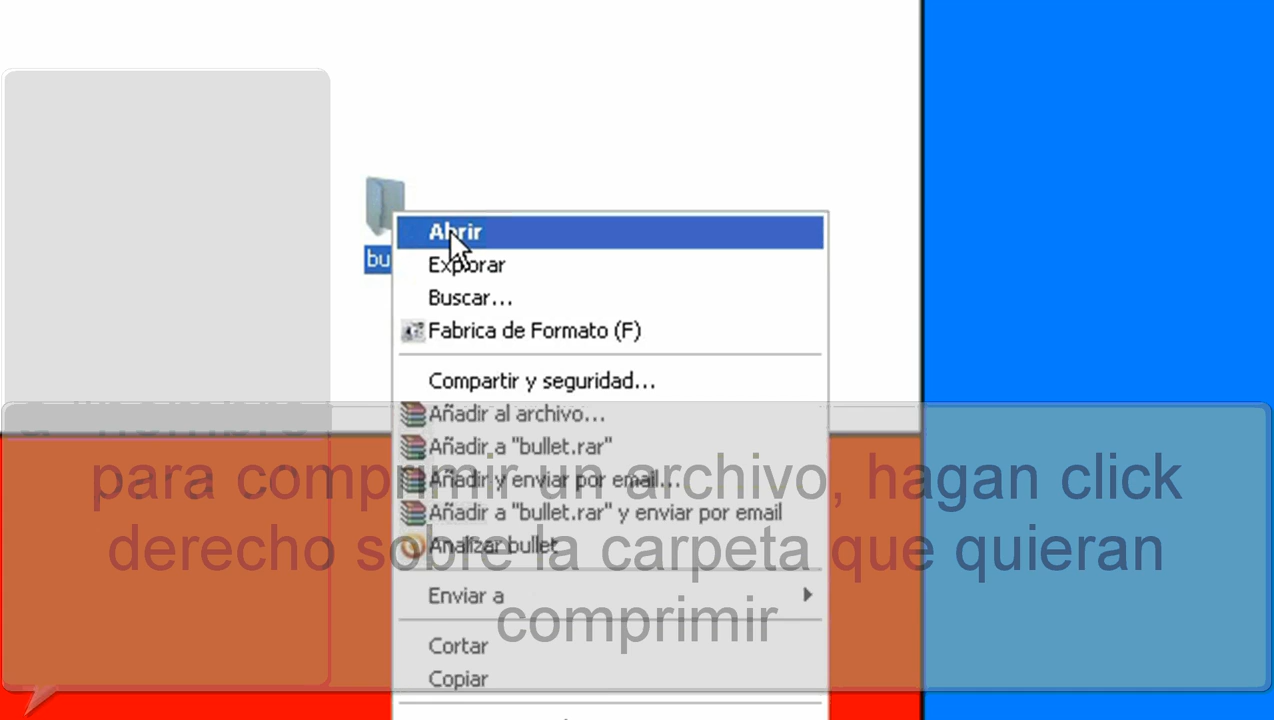 Abrir
bu
Explorar
Buscar...
Fabrica de Formato (F)
Compartir y seguridad...
Añadir al archivo...
Añadir a "bullet.rar"
Añadir y enviar por email...
Añadir a "bullet.rar" y enviar por email
Analizar bullet
Enviar a
Cortar
Copiar
para comprimir un archivo, hagan click
derecho sobre la carpeta que quieran
comprimir